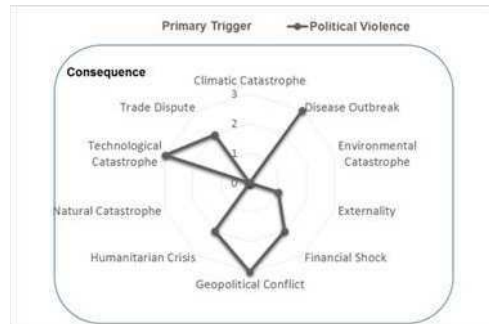 Primary Trigger
Political Violence
Consequence
Climatic Catastrophe
3
Trade Dispute
Disease Outbreak
2
Technological
Catastrophe
1
Environmental
Catastrophe
0
Natural Catastrophe
Externality
Humanitarian Crisis
Financial Shock
Geopolitical Conflict